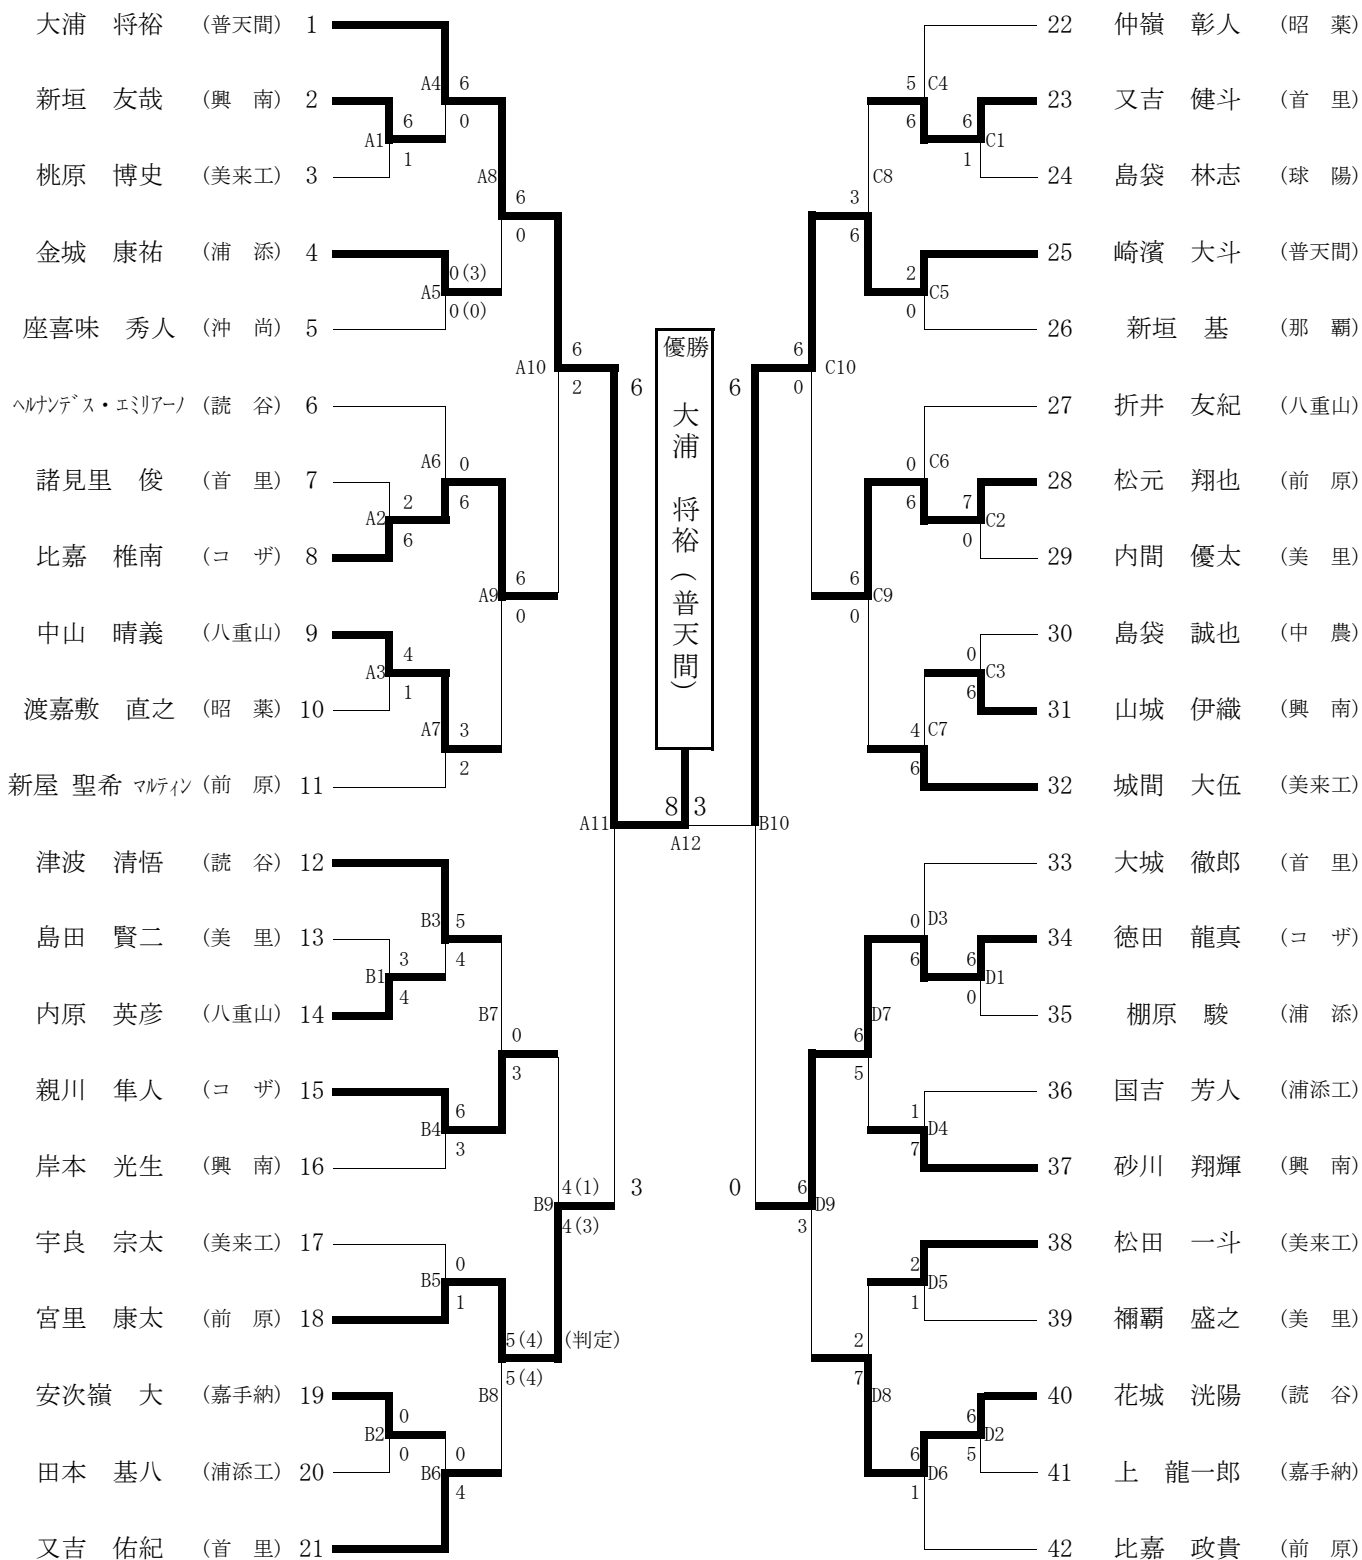 大浦　将裕　（普天間）　1
A4　6
0
新垣　友哉　（興　南）　2
A1　6
1
桃原　博史　（美来工）　3
A8　6
0
金城　康祐　（浦　添）　4
A5　0(3)
0(0)
座喜味　秀人　（沖　尚）　5
A10　6
2
ヘルナンデス・エミリアーノ　（読　谷）　6
A6　0
6
諸見里　俊　（首　里）　7
A2　2
6
比嘉　椎南　（コ　ザ）　8
A9　6
0
中山　晴義　（八重山）　9
A3　4
1
渡嘉敷　直之　（昭　薬）　10
A7　3
2
新屋　聖希　マルティン　（前　原）　11
A11　6
3
津波　清悟　（読　谷）　12
B3　5
4
島田　賢二　（美　里）　13
B1　3
4
内原　英彦　（八重山）　14
B7　0
3
親川　隼人　（コ　ザ）　15
B4　6
3
岸本　光生　（興　南）　16
B9　4(1)
4(3)
宇良　宗太　（美来工）　17
B5　0
1
宮里　康太　（前　原）　18
5(4)　（判定）
5(4)
B8
安次嶺　大　（嘉手納）　19
B2　0
0
田本　基八　（浦添工）　20
B6　0
4
又吉　佑紀　（首　里）　21
優勝
大浦　将裕（普天間）
8　3
A12
22　仲嶺　彰人　（昭　薬）
5　C4
6
23　又吉　健斗　（首　里）
6　C1
1
24　島袋　林志　（球　陽）
3　C8
6
25　崎濱　大斗　（普天間）
2　C5
0
26　新垣　基　（那　覇）
6　C10
0
27　折井　友紀　（八重山）
0　C6
6
28　松元　翔也　（前　原）
7　C2
0
29　内間　優太　（美　里）
6　C9
0
30　島袋　誠也　（中　農）
0　C3
6
31　山城　伊織　（興　南）
4　C7
6
32　城間　大伍　（美来工）
6　B10
0
33　大城　徹郎　（首　里）
0　D3
6
34　徳田　龍真　（コ　ザ）
6　D1
0
35　棚原　駿　（浦　添）
D7
6
5
36　国吉　芳人　（浦添工）
1　D4
7
37　砂川　翔輝　（興　南）
6　D9
3
38　松田　一斗　（美来工）
2　D5
1
39　禰覇　盛之　（美　里）
2
7　D8
40　花城　洸陽　（読　谷）
6　D2
5
41　上　龍一郎　（嘉手納）
6　D6
1
42　比嘉　政貴　（前　原）